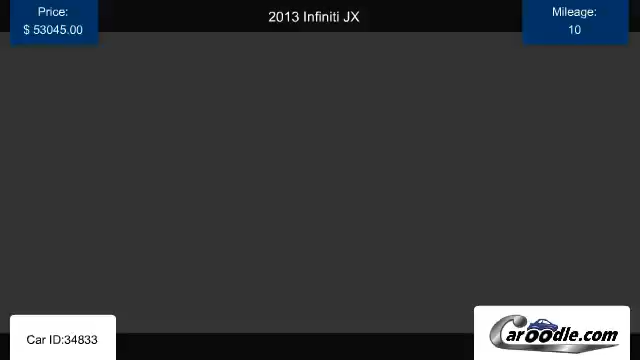 Price:
$ 53045.00
2013 Infiniti JX
Mileage:
10
Car ID:34833
Caroodle.com